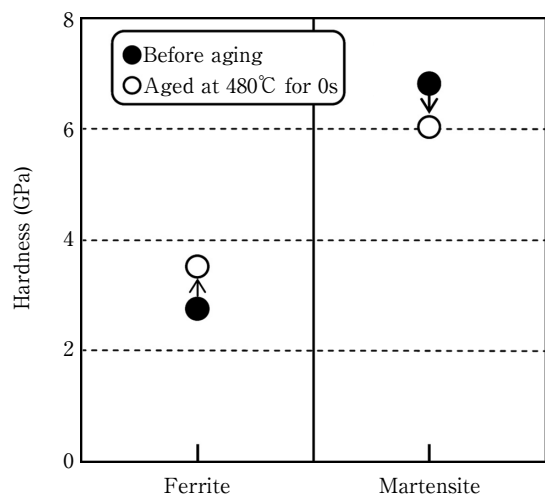 8
Before aging
Aged at 480℃ for 0s
6
4
2
0
Hardness (GPa)
Ferrite
Martensite